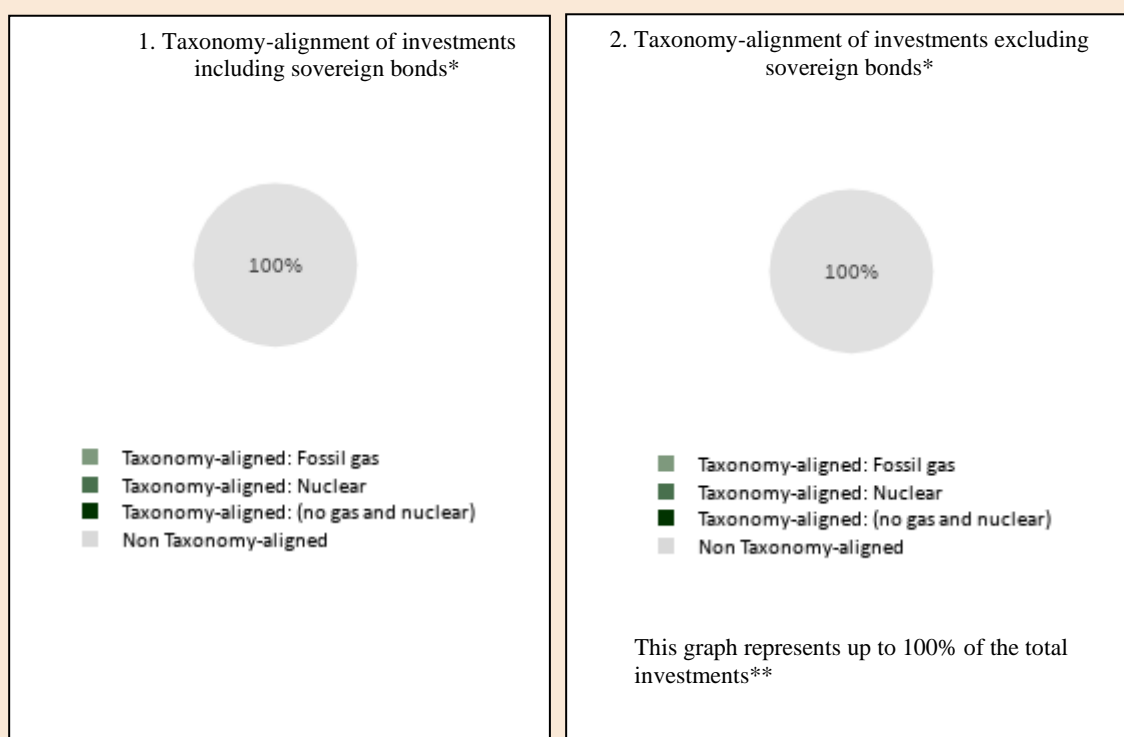 1. Taxonomy-alignment of investments
including sovereign bonds*
100%
Taxonomy-aligned: Fossil gas
Taxonomy-aligned: Nuclear
Taxonomy-aligned: (no gas and nuclear)
Non Taxonomy-aligned
2. Taxonomy-alignment of investments excluding
sovereign bonds*
100%
Taxonomy-aligned: Fossil gas
Taxonomy-aligned: Nuclear
Taxonomy-aligned: (no gas and nuclear)
Non Taxonomy-aligned
This graph represents up to 100% of the total
investments**